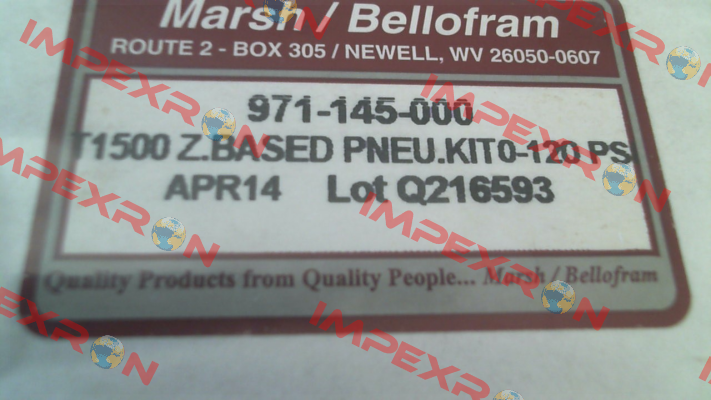 Marsh / Bellofram
ROUTE 2 - BOX 305 / NEWELL, WV 26050-0607
971-145-000
T1500 Z.BASED PNEU.KIT0-120 PS
APR14 Lot Q216593
Quality Products from Quality People... Marsh / Bellofram
IMPEXRON